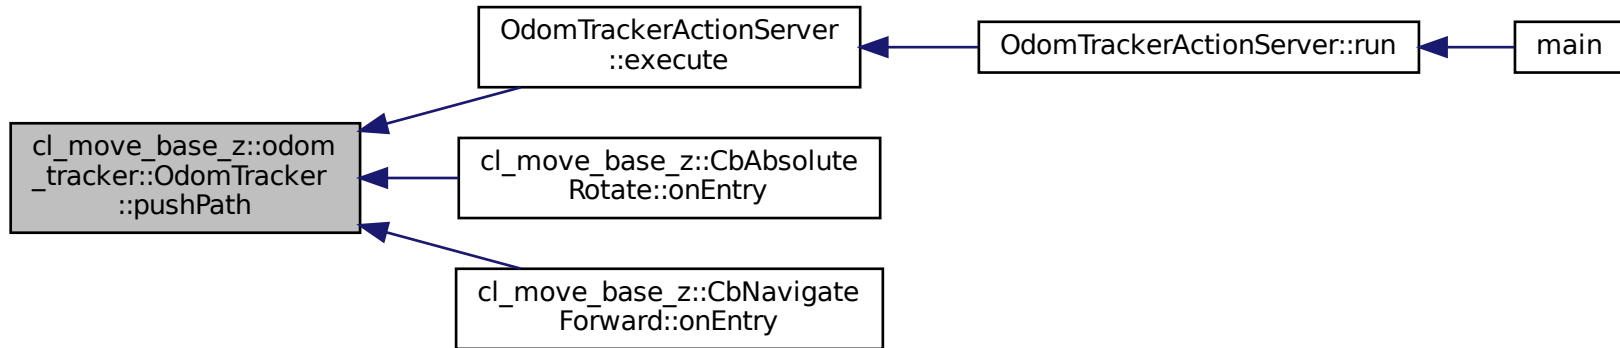 cl_move_base_z::odom
_tracker::OdomTracker
::pushPath
OdomTrackerActionServer
::execute
OdomTrackerActionServer::run
main
cl_move_base_z::CbAbsolute
Rotate::onEntry
cl_move_base_z::CbNavigate
Forward::onEntry